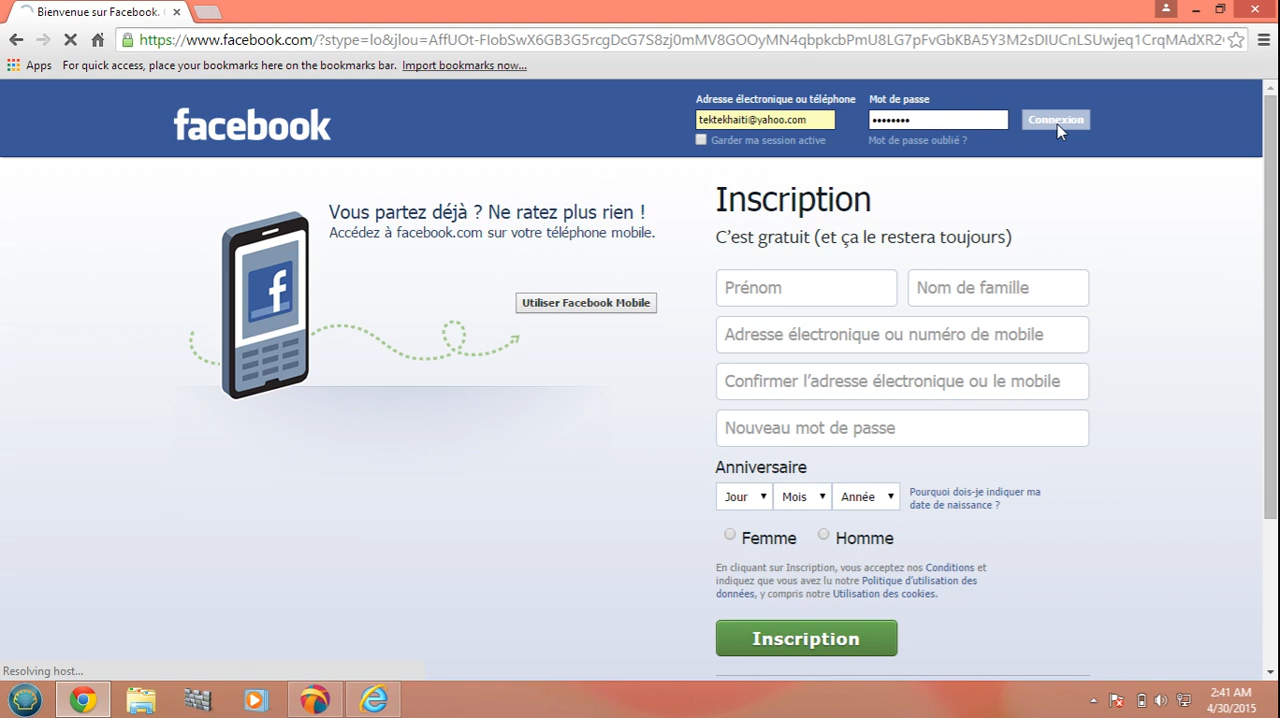 Bienvenue sur Facebook. C
https://www.facebook.com/?stype=lo&jlou=AffUOt-FIobSwX6GB3G5rcgDcG7S8zj0mMV8GOOyMN4qbpkcbPmU8LG7pFvGbKBA5Y3M2sDIUCnLSUwjeq1CrqMAdXR2
Apps For quick access, place your bookmarks here on the bookmarks bar. Import bookmarks now...
facebook
Adresse électronique ou téléphone Mot de passe
tektekhaiti@yahoo.com •••••••• Connexion
Garder ma session active Mot de passe oublié ?
Vous partez déjà ? Ne ratez plus rien !
Accédez à facebook.com sur votre téléphone mobile.
f
Utiliser Facebook Mobile
Inscription
C'est gratuit (et ça le restera toujours)
Prénom Nom de famille
Adresse électronique ou numéro de mobile
Confirmer l'adresse électronique ou le mobile
Nouveau mot de passe
Anniversaire
Jour Mois Année
Pourquoi dois-je indiquer ma
date de naissance ?
Femme Homme
En cliquant sur Inscription, vous acceptez nos Conditions et
indiquez que vous avez lu notre Politique d'utilisation des
données, y compris notre Utilisation des cookies.
Inscription
Resolving host...
2:41 AM
4/30/2015